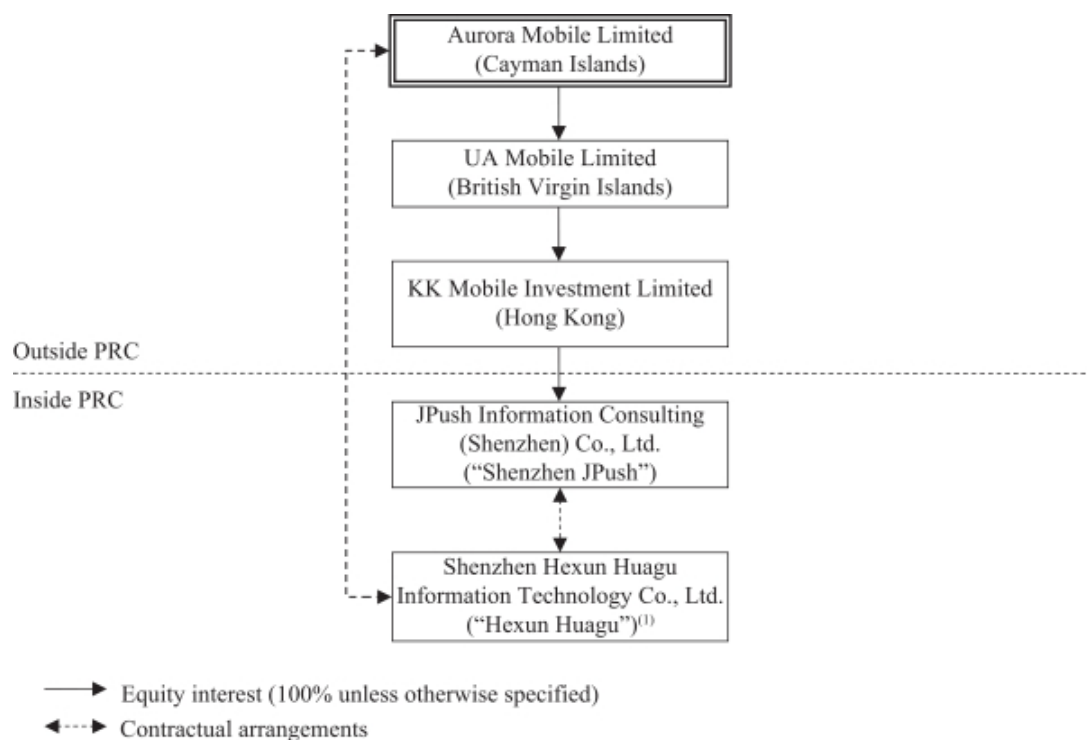 Aurora Mobile Limited
(Cayman Islands)
UA Mobile Limited
(British Virgin Islands)
KK Mobile Investment Limited
(Hong Kong)
Outside PRC
Inside PRC
JPush Information Consulting
(Shenzhen) Co., Ltd.
(“Shenzhen JPush”)
Shenzhen Hexun Huagu
Information Technology Co., Ltd.
(“Hexun Huagu”)(1)
Equity interest (100% unless otherwise specified)
Contractual arrangements